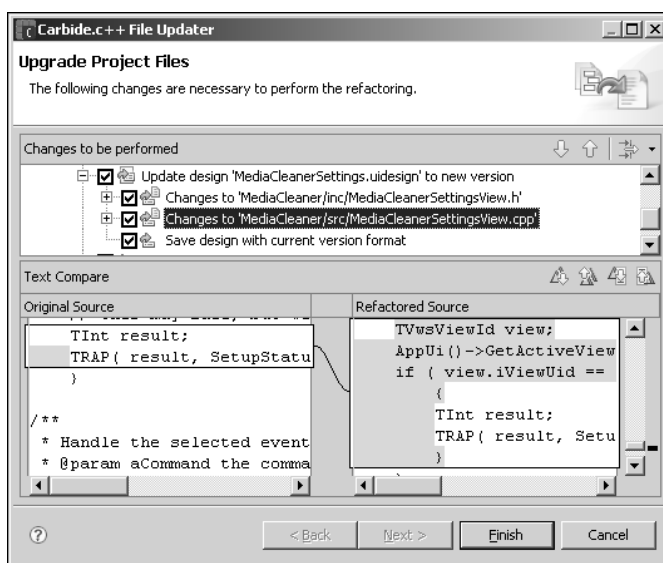 Carbide.c++ File Updater
Upgrade Project Files
The following changes are necessary to perform the refactoring.
Changes to be performed
Update design 'MediaCleanerSettings.uidesign' to new version
Changes to 'MediaCleaner/inc/MediaCleanerSettingsView.h'
Changes to 'MediaCleaner/src/MediaCleanerSettingsView.cpp'
Save design with current version format
Text Compare
Original Source
TInt result;
TRAP( result, SetupStatu
}
/**
* Handle the selected event
* @param aCommand the comma
Refactored Source
TVwsViewId view;
AppUi()->GetActiveView
if ( view.iViewUid ==
{
TInt result;
TRAP( result, Setu
}
< Back
Next >
Finish
Cancel